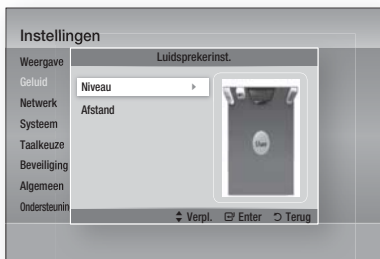 Instellingen
Weergave
Geluid
Netwerk
Systeem
Taalkeuze
Beveiliging
Algemeen
Ondersteunin
Luidsprekerinst.
Niveau
Afstand
User
Verpl. Enter Terug